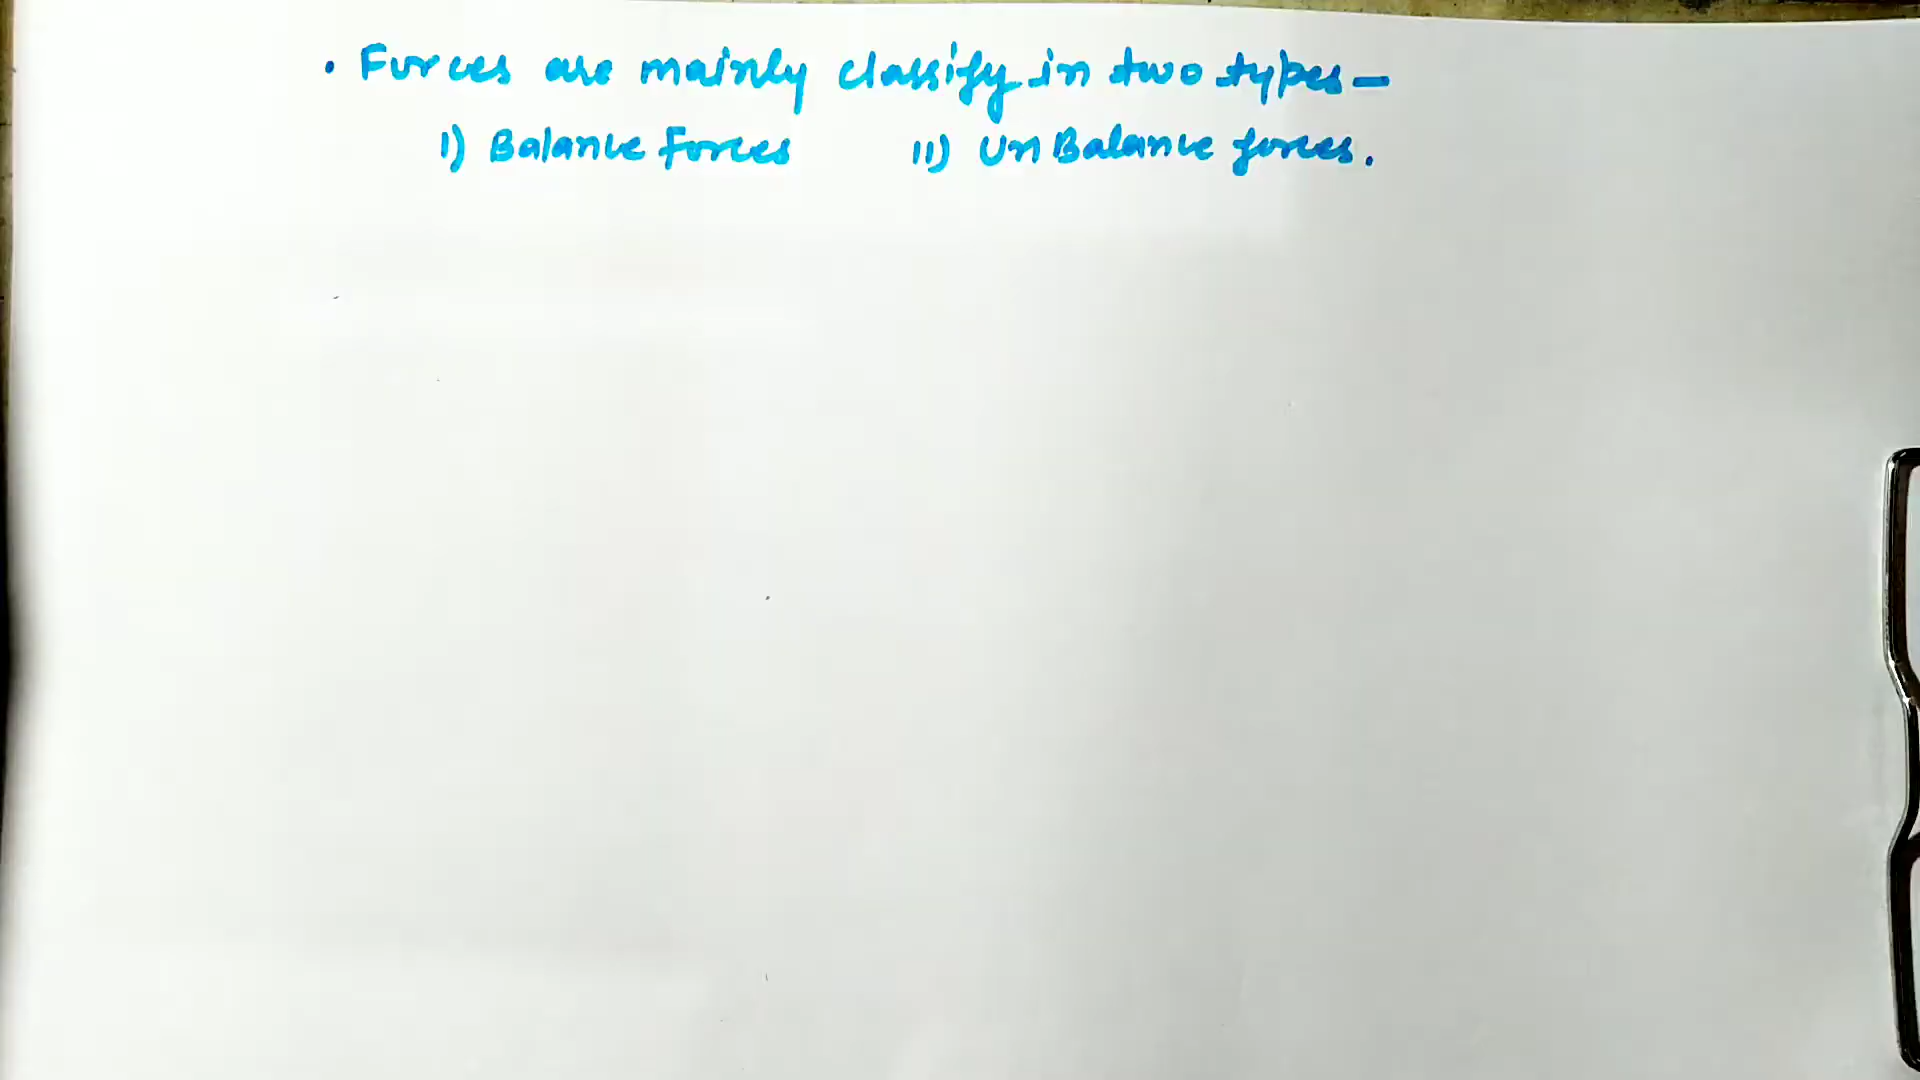 . Forces are mainly classify in two types-
I) Balance forces II) Un Balance forces.